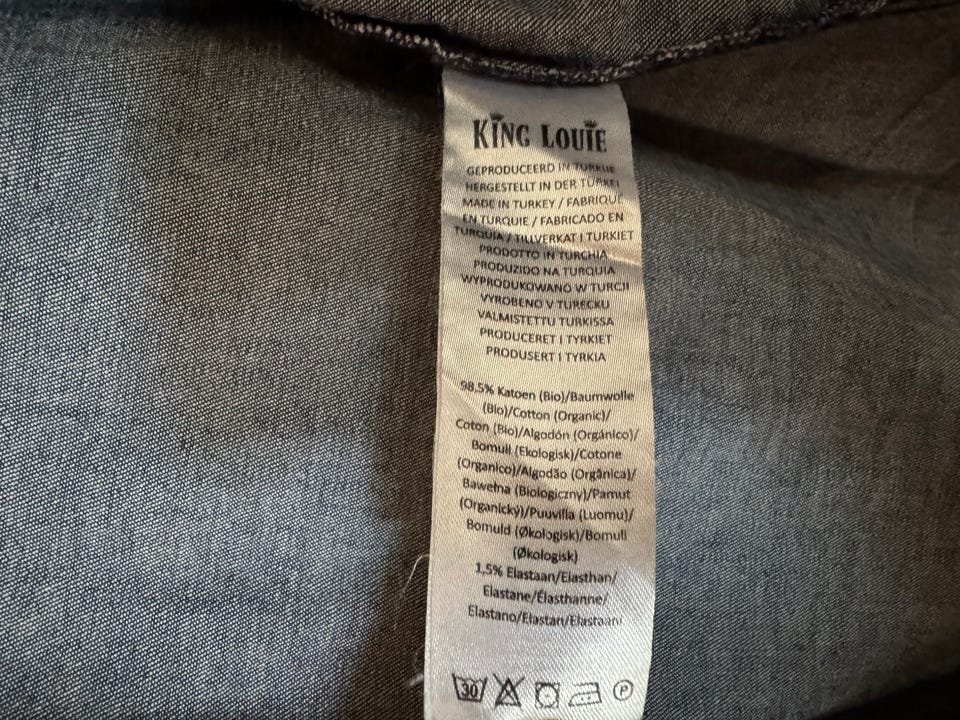 KING LOUIE
GEPRODUCEERD IN TURKIJE
HERGESTELLT IN DER TÜRKEI
MADE IN TURKEY / FABRIQUÉ
EN TURQUIE / FABRICADO EN
TURQUÍA / TILLVERKAT I TURKIET
PRODOTTO IN TURCHIA
PRODUZIDO NA TURQUIA
WYPRODUKOWANO W TURCJI
VYROBENO V TURECKU
VALMISTETTU TURKISSA
PRODUCERET I TYRKIET
PRODUSERT I TYRKIA
98,5% Katoen (Bio)/Baumwolle
(Bio)/Cotton (Organic)/
Coton (Bio)/Algodón (Orgánico)/
Bomull (Ekologisk)/Cotone
(Organico)/Algodão (Orgânica)/
Bawełna (Biologiczny)/Pamut
(Organický)/Puuvilla (Luomu)/
Bomuld (Økologisk)/Bomull
(Økologisk)
1,5% Elastaan/Elasthan/
Elastane/Élasthanne/
Elastano/Elastan/Elastaani
30 P